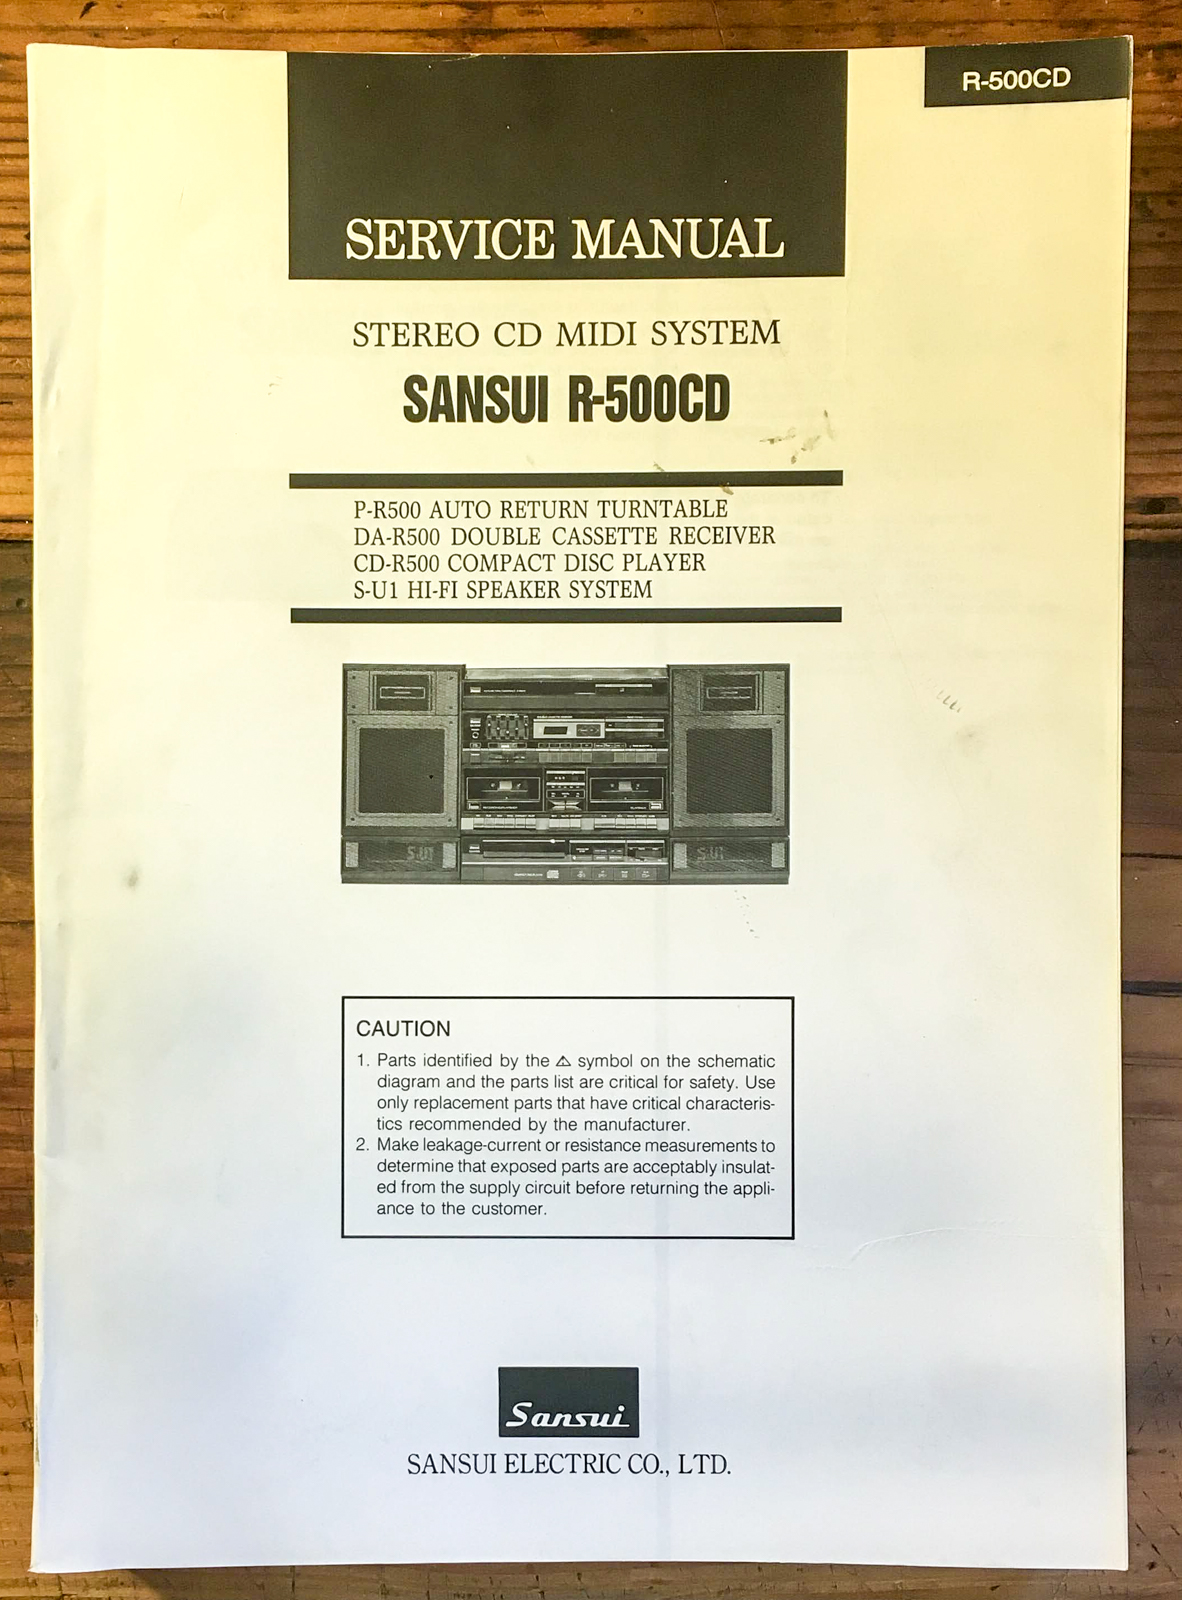 R-500CD
SERVICE MANUAL
STEREO CD MIDI SYSTEM
SANSUI R-500CD
P-R500 AUTO RETURN TURNTABLE
DA-R500 DOUBLE CASSETTE RECEIVER
CD-R500 COMPACT DISC PLAYER
S-U1 HI-FI SPEAKER SYSTEM
S-U1
S-U1
CAUTION
1. Parts identified by the ⚠ symbol on the schematic
diagram and the parts list are critical for safety. Use
only replacement parts that have critical characteris-
tics recommended by the manufacturer.
2. Make leakage-current or resistance measurements to
determine that exposed parts are acceptably insulat-
ed from the supply circuit before returning the appli-
ance to the customer.
Sansui
SANSUI ELECTRIC CO., LTD.